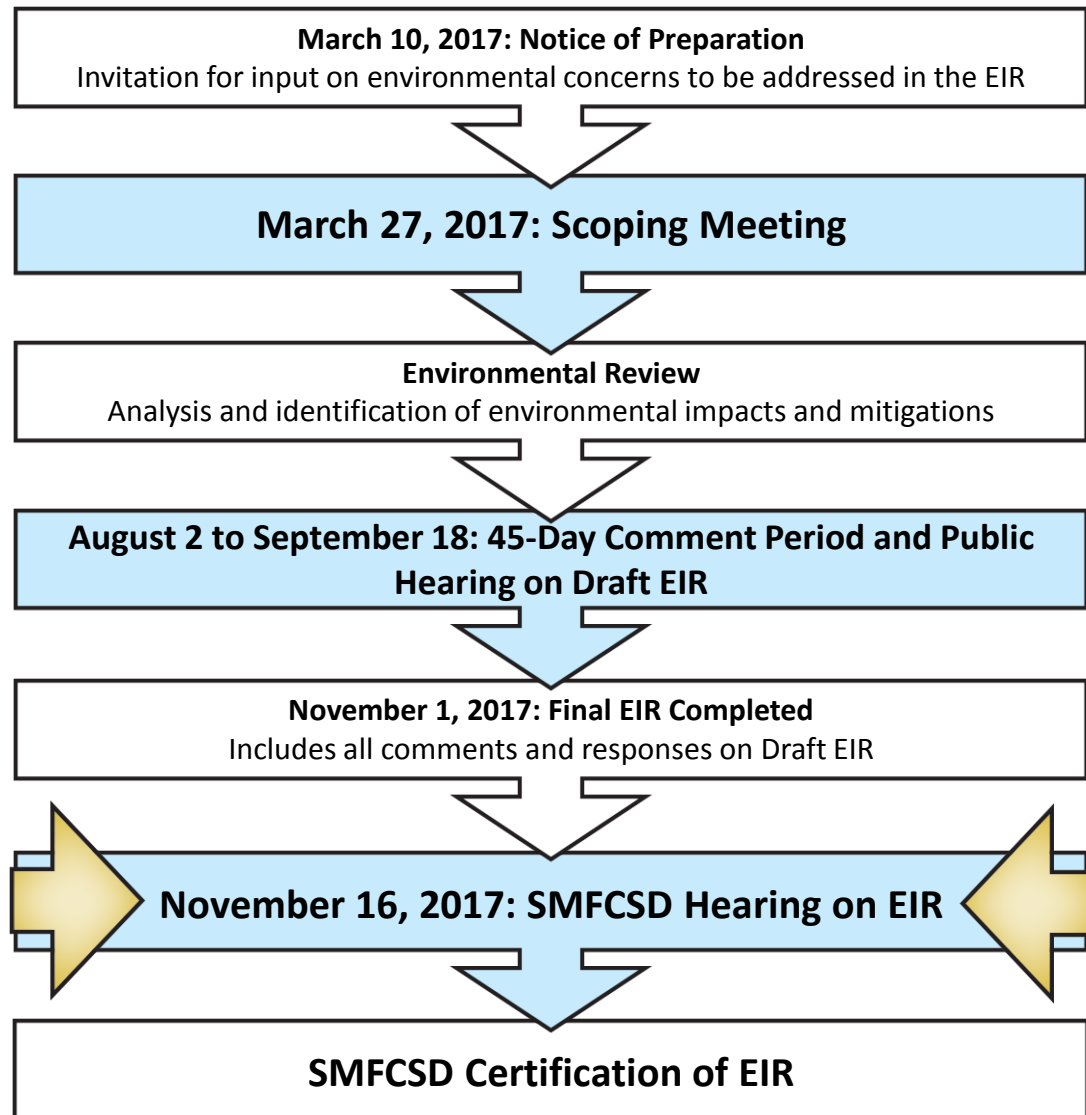 March 10, 2017: Notice of Preparation
Invitation for input on environmental concerns to be addressed in the EIR
March 27, 2017: Scoping Meeting
Environmental Review
Analysis and identification of environmental impacts and mitigations
August 2 to September 18: 45-Day Comment Period and Public
Hearing on Draft EIR
November 1, 2017: Final EIR Completed
Includes all comments and responses on Draft EIR
November 16, 2017: SMFCSD Hearing on EIR
SMFCSD Certification of EIR